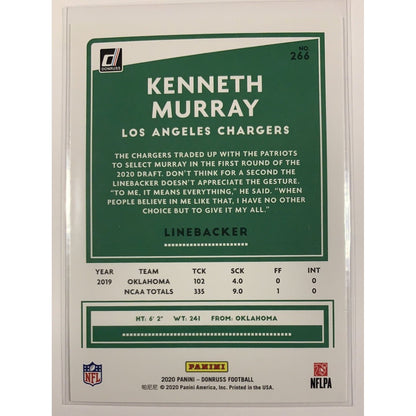 DONRUSS
NO.
266
KENNETH
MURRAY
LOS ANGELES CHARGERS
THE CHARGERS TRADED UP WITH THE PATRIOTS
TO SELECT MURRAY IN THE FIRST ROUND OF THE
2020 DRAFT. DON'T THINK FOR A SECOND THE
LINEBACKER DOESN'T APPRECIATE THE GESTURE.
"TO ME, IT MEANS EVERYTHING," HE SAID. "WHEN
PEOPLE BELIEVE IN ME LIKE THAT, I HAVE NO OTHER
CHOICE BUT TO GIVE IT MY ALL."
LINEBACKER
YEAR TEAM TCK SCK FF INT
2019 OKLAHOMA 102 4.0 0 0
NCAA TOTALS 335 9.0 1 0
HT: 6' 2" WT: 241 FROM: OKLAHOMA
NFL
PANINI
NFLPA
2020 PANINI – DONRUSS FOOTBALL
帕尼尼 © 2020 Panini America, Inc. Printed in the USA.